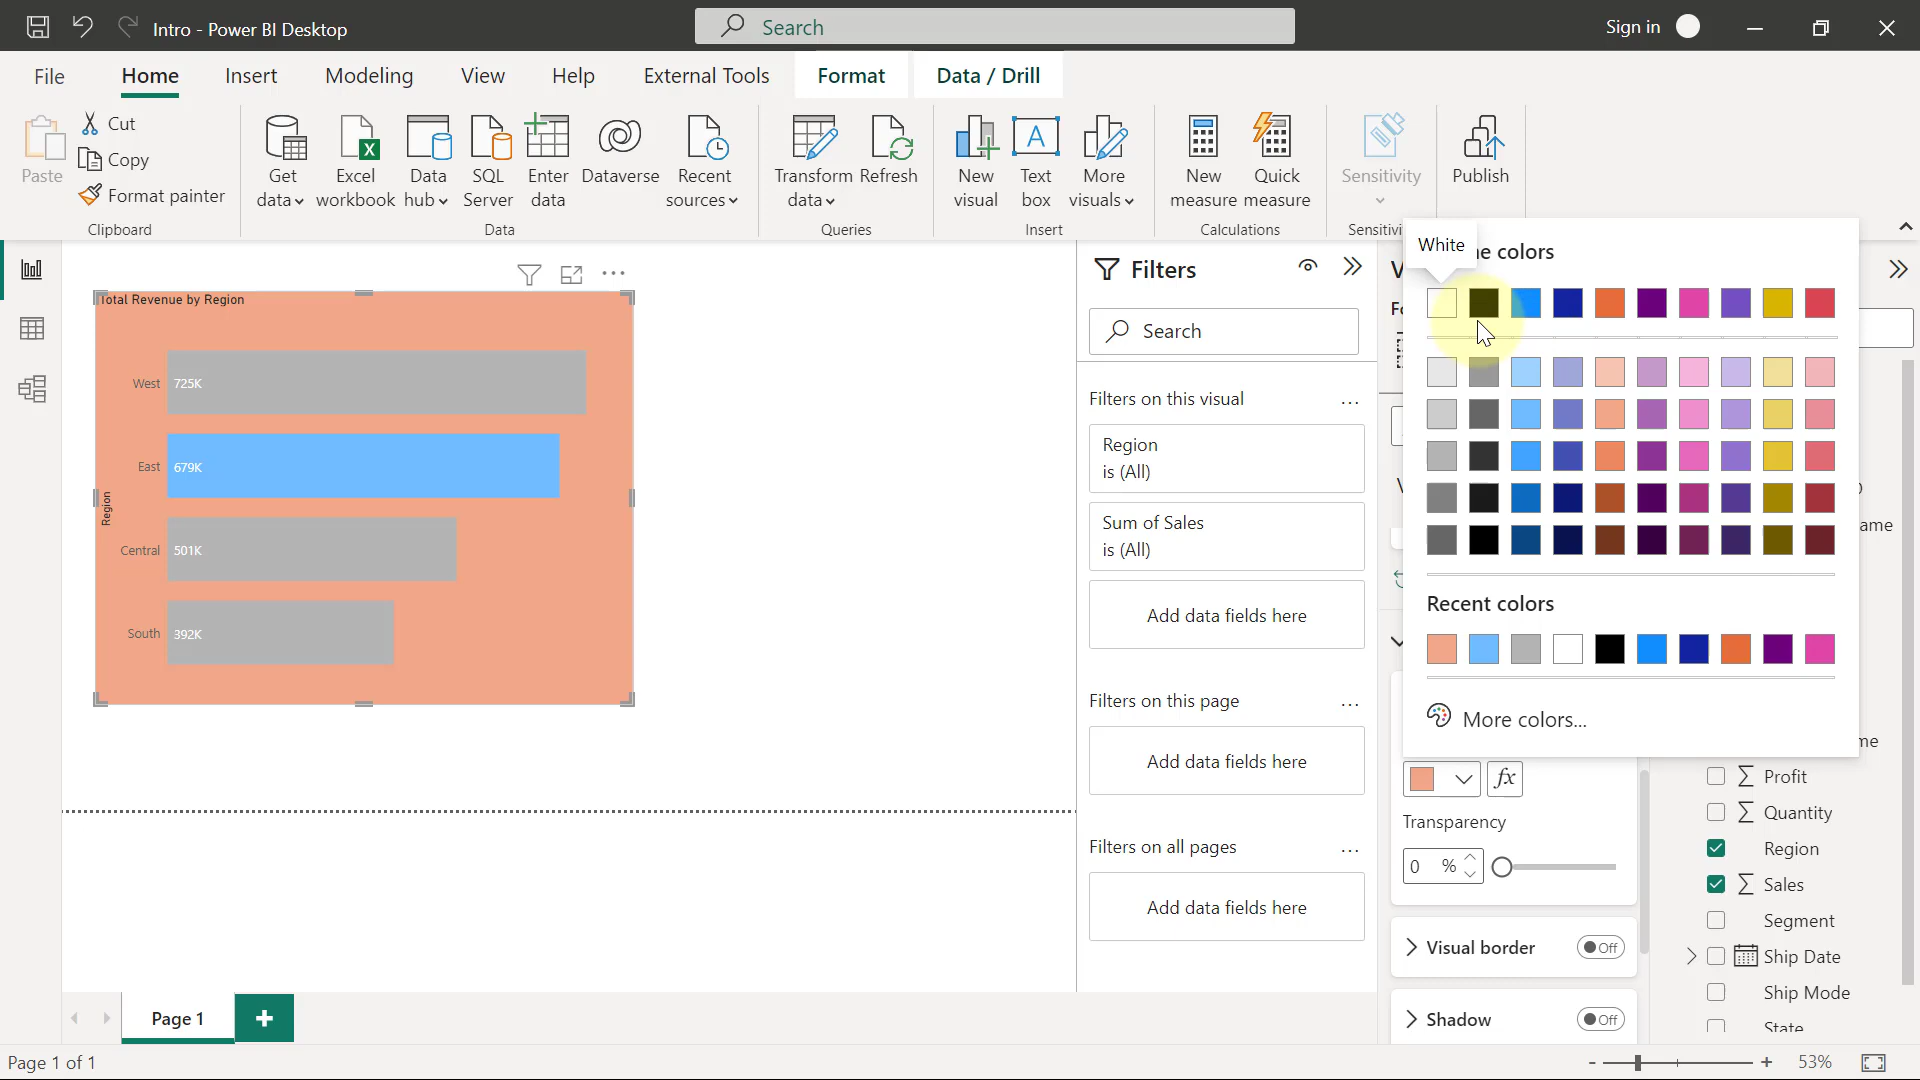 Intro - Power BI Desktop
Search
Sign in
File
Home
Insert
Modeling
View
Help
External Tools
Format
Data / Drill
Paste
Cut
Copy
Format painter
Clipboard
Get
data
Excel
workbook
Data
hub
SQL
Server
Enter
data
Dataverse
Recent
sources
Data
Transform
data
Refresh
Queries
New
visual
Text
box
More
visuals
Insert
New
measure
Quick
measure
Calculations
Sensitivity
Publish
White
colors
Total Revenue by Region
Region
West 725K
East 679K
Central 501K
South 392K
Filters
Search
Filters on this visual
...
Region
is (All)
Sum of Sales
is (All)
Add data fields here
Filters on this page
...
Add data fields here
Filters on all pages
...
Add data fields here
Recent colors
More colors...
fx
Transparency
0 %
Visual border
Off
Shadow
Off
Profit
Quantity
Region
Sales
Segment
Ship Date
Ship Mode
State
Page 1
Page 1 of 1
- + 53%